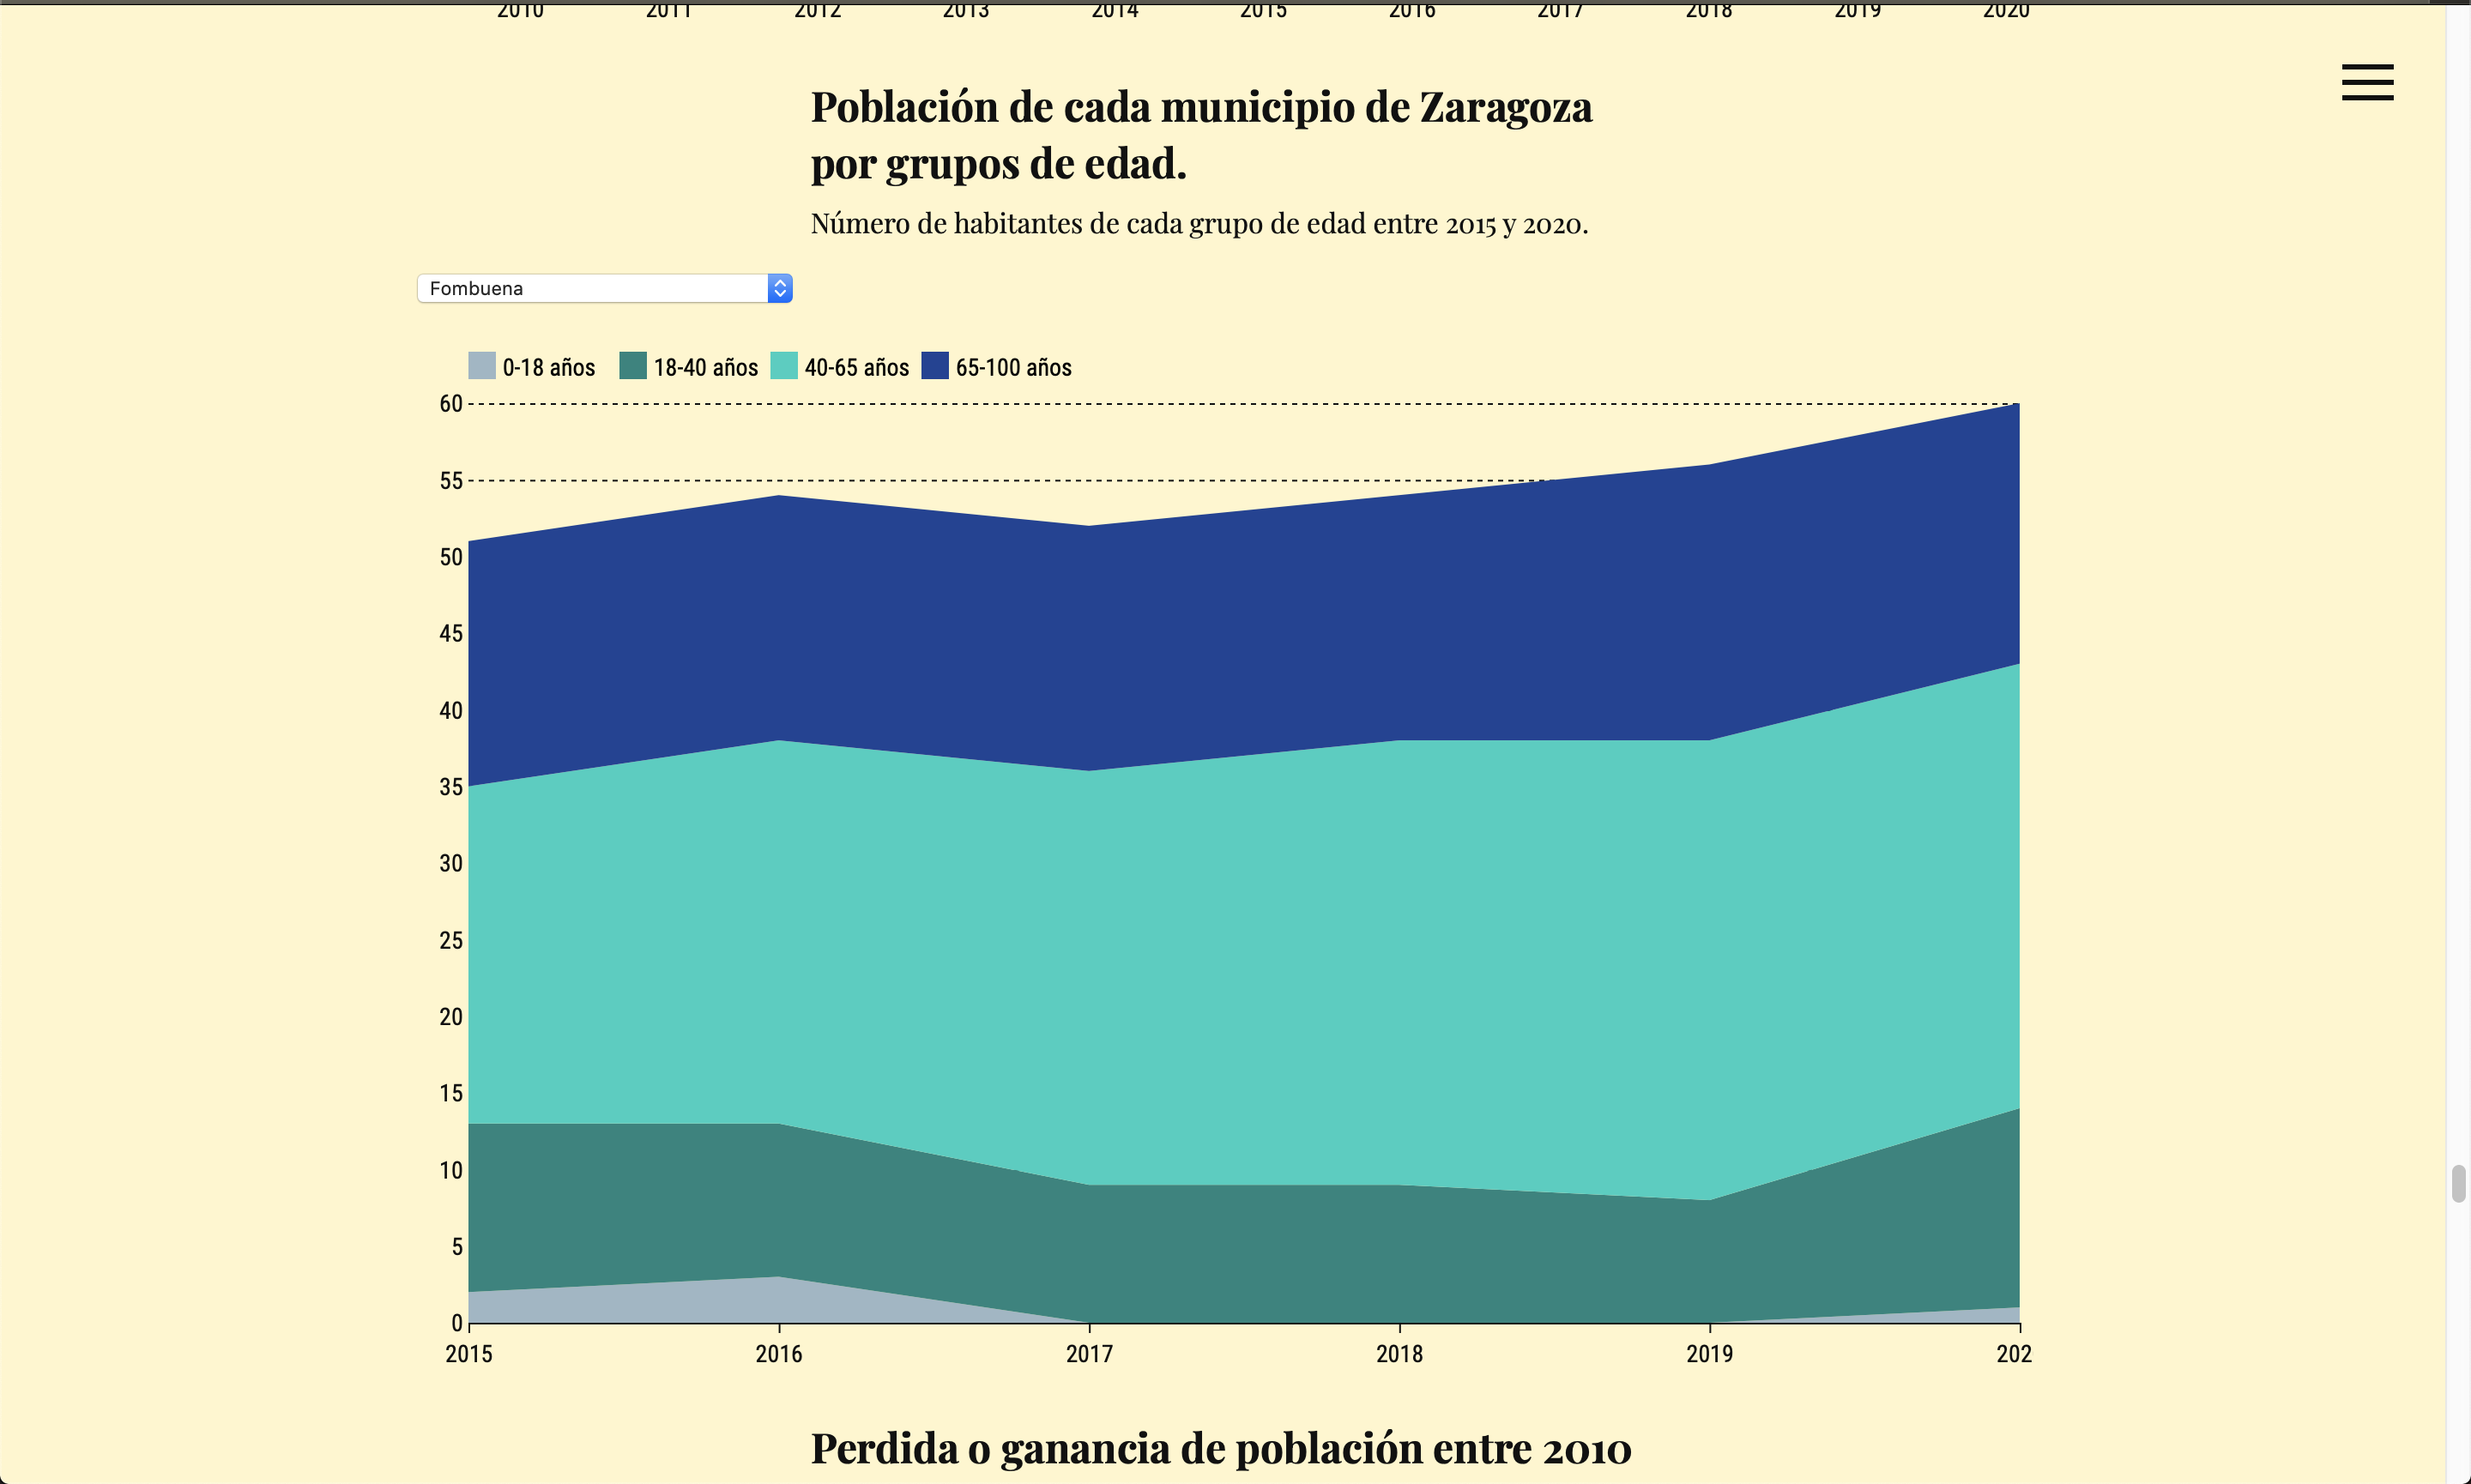 2010 2011 2012 2013 2014 2015 2016 2017 2018 2019 2020
Población de cada municipio de Zaragoza
por grupos de edad.
Número de habitantes de cada grupo de edad entre 2015 y 2020.
Fombuena
0-18 años 18-40 años 40-65 años 65-100 años
60
55
50
45
40
35
30
25
20
15
10
5
0
2015 2016 2017 2018 2019 202
Perdida o ganancia de población entre 2010